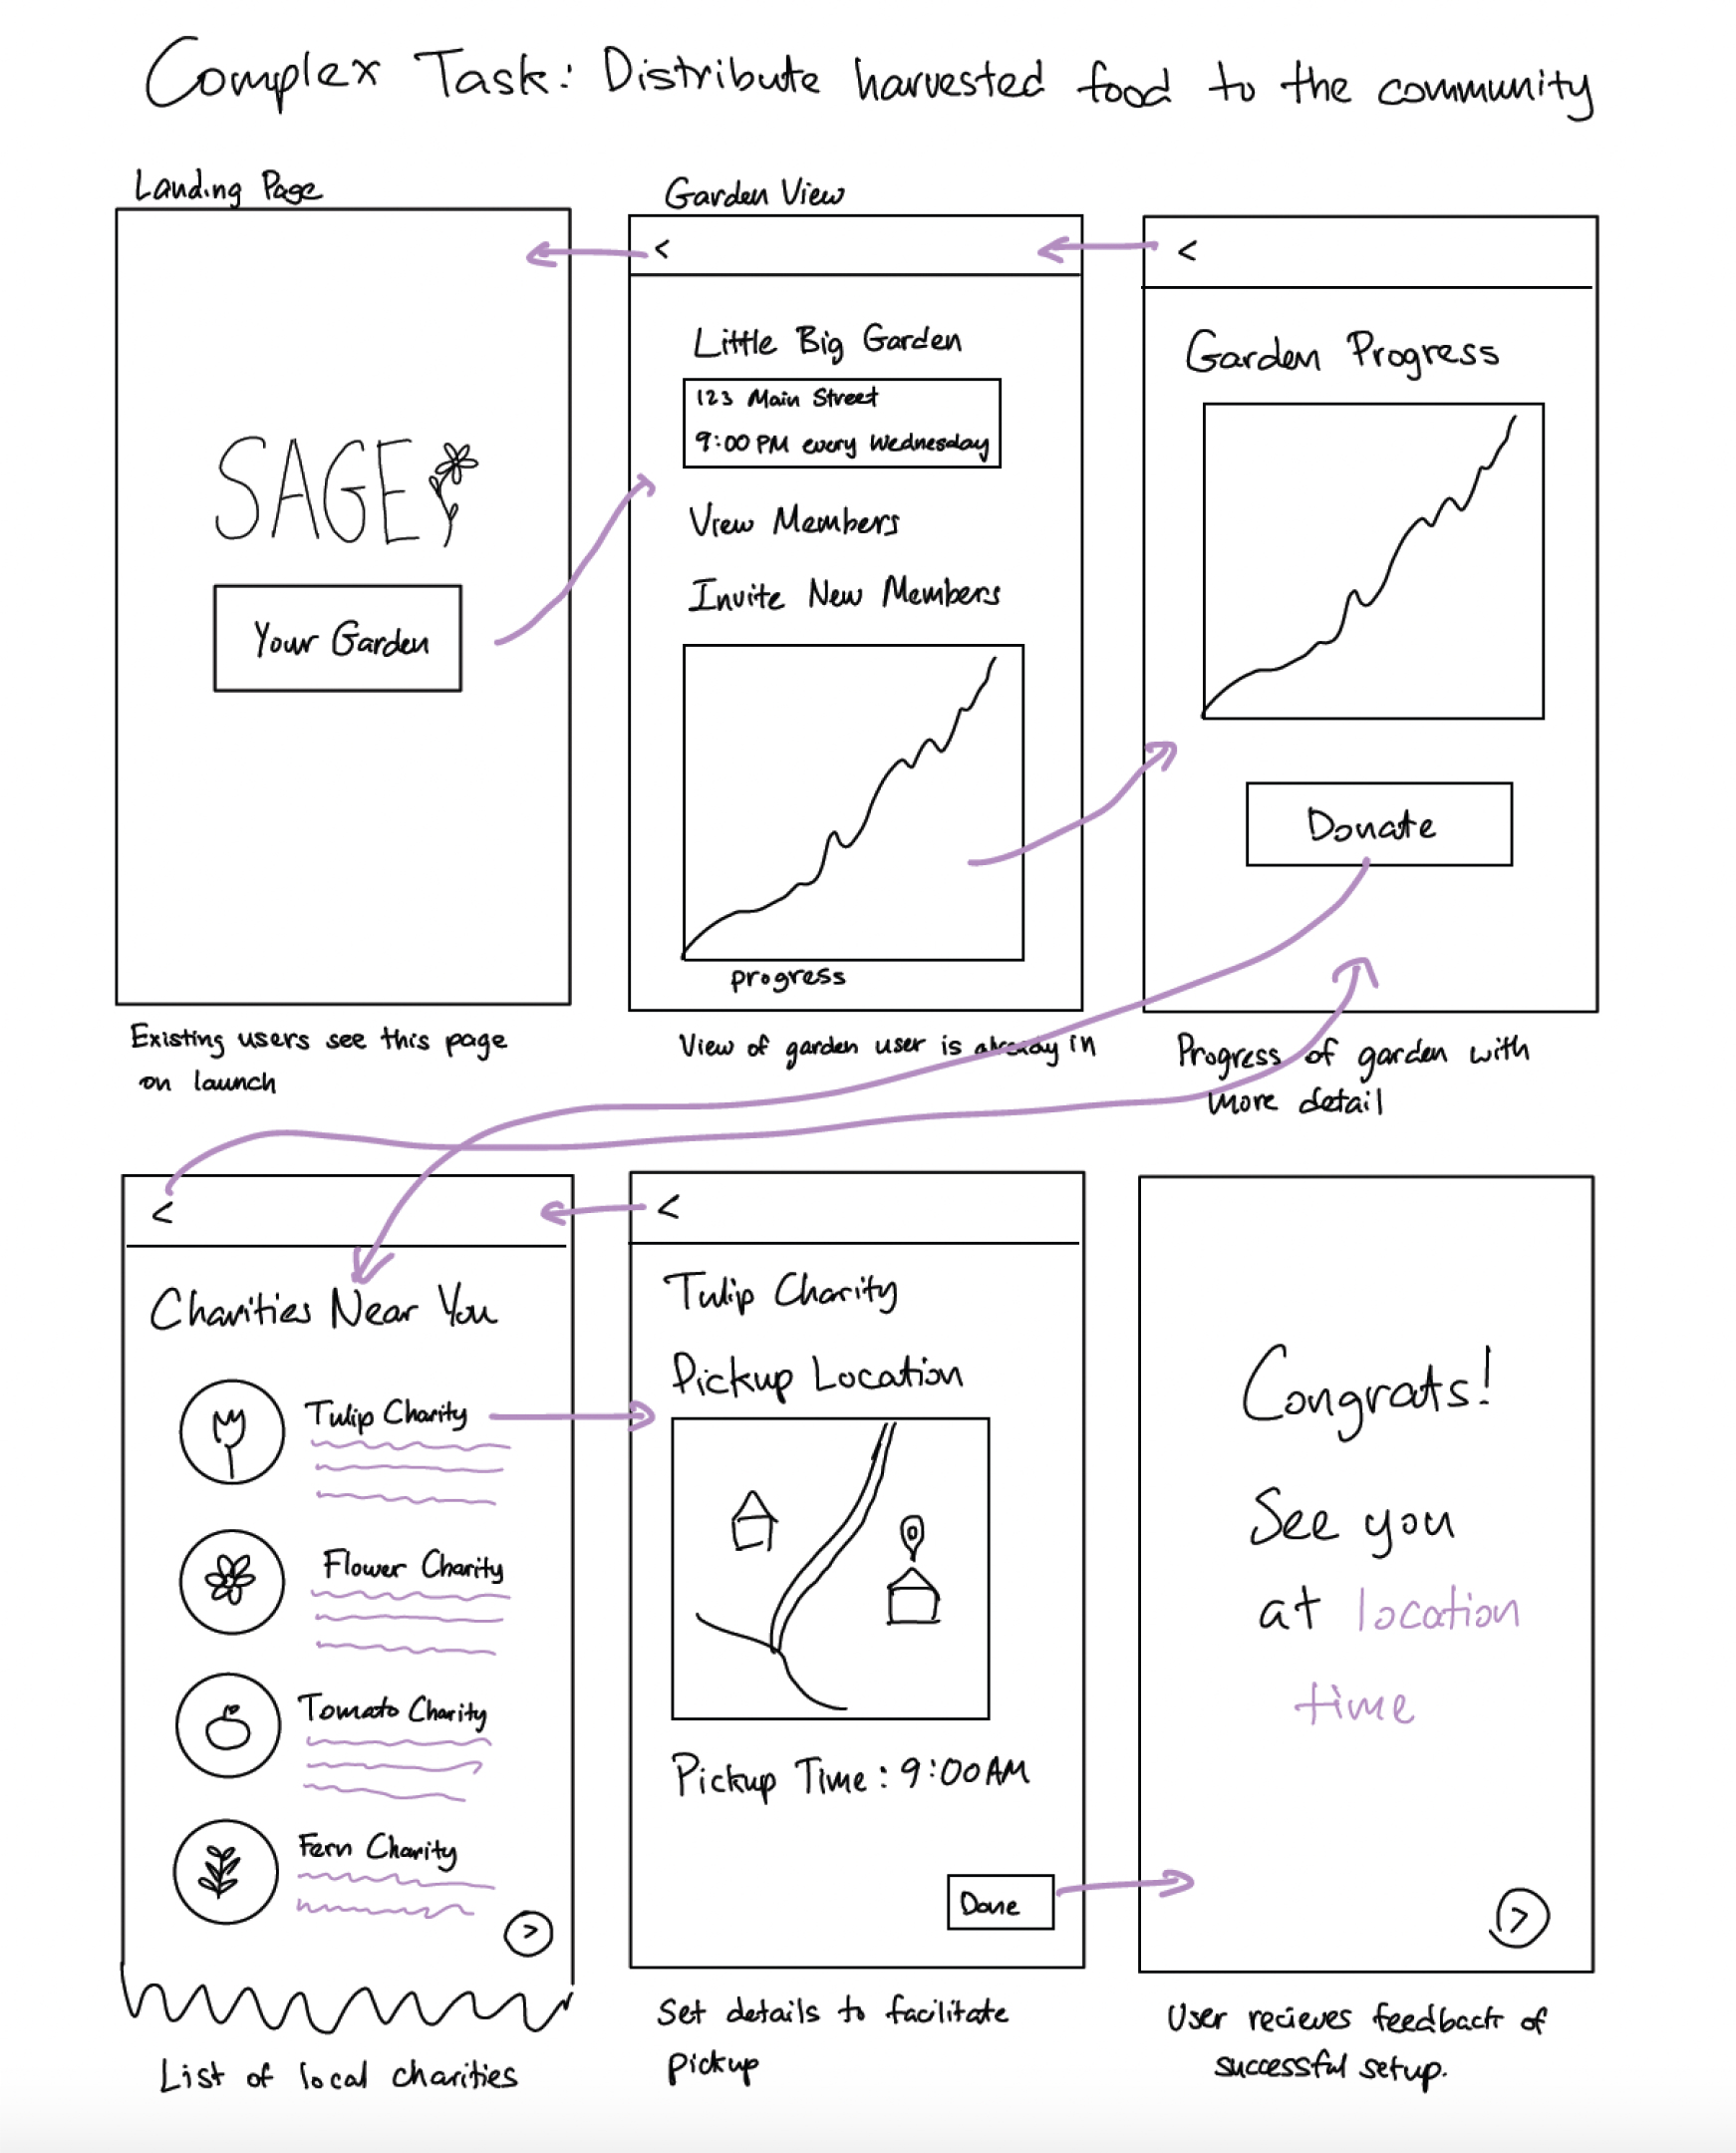 Complex Task: Distribute harvested food to the community
Landing Page
SAGE
Your Garden
Existing users see this page
on launch
Garden View
<
Little Big Garden
123 Main Street
9:00 PM every Wednesday
View Members
Invite New Members
progress
View of garden user is already in
<
Garden Progress
Donate
Progress of garden with
more detail
<
Charities Near You
Tulip Charity
Flower Charity
Tomato Charity
Fern Charity
>
List of local charities
<
Tulip Charity
Pickup Location
Pickup Time: 9:00AM
Done
Set details to facilitate
pickup
Congrats!
See you
at location
time
>
User recieves feedback of
successful setup.